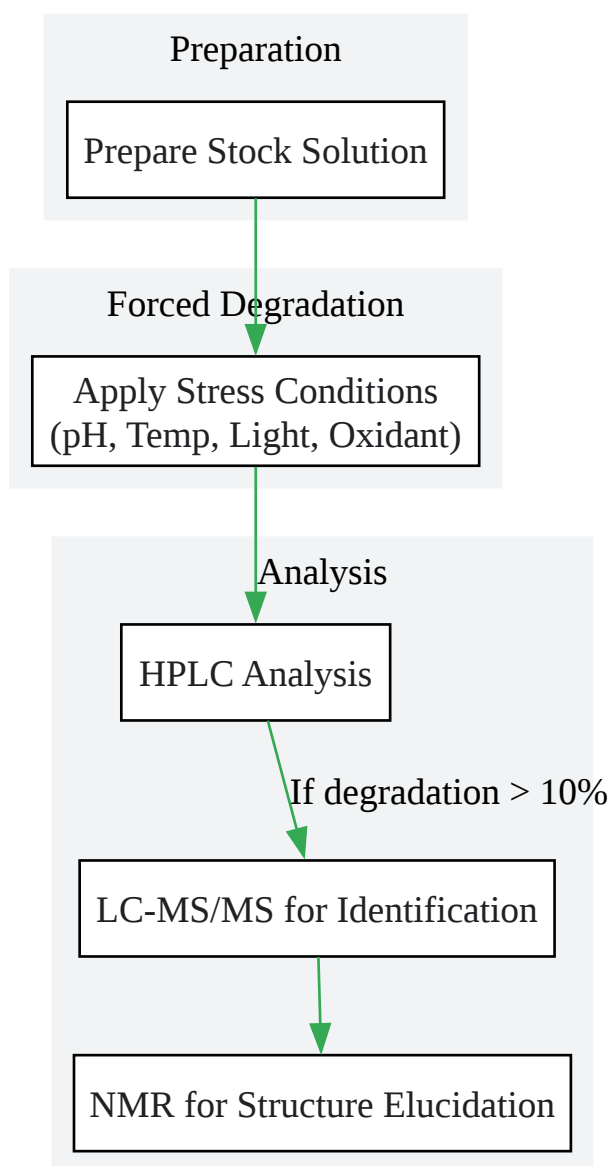 Preparation
Prepare Stock Solution
Forced Degradation
Apply Stress Conditions
(pH, Temp, Light, Oxidant)
Analysis
HPLC Analysis
If degradation > 10%
LC-MS/MS for Identification
NMR for Structure Elucidation